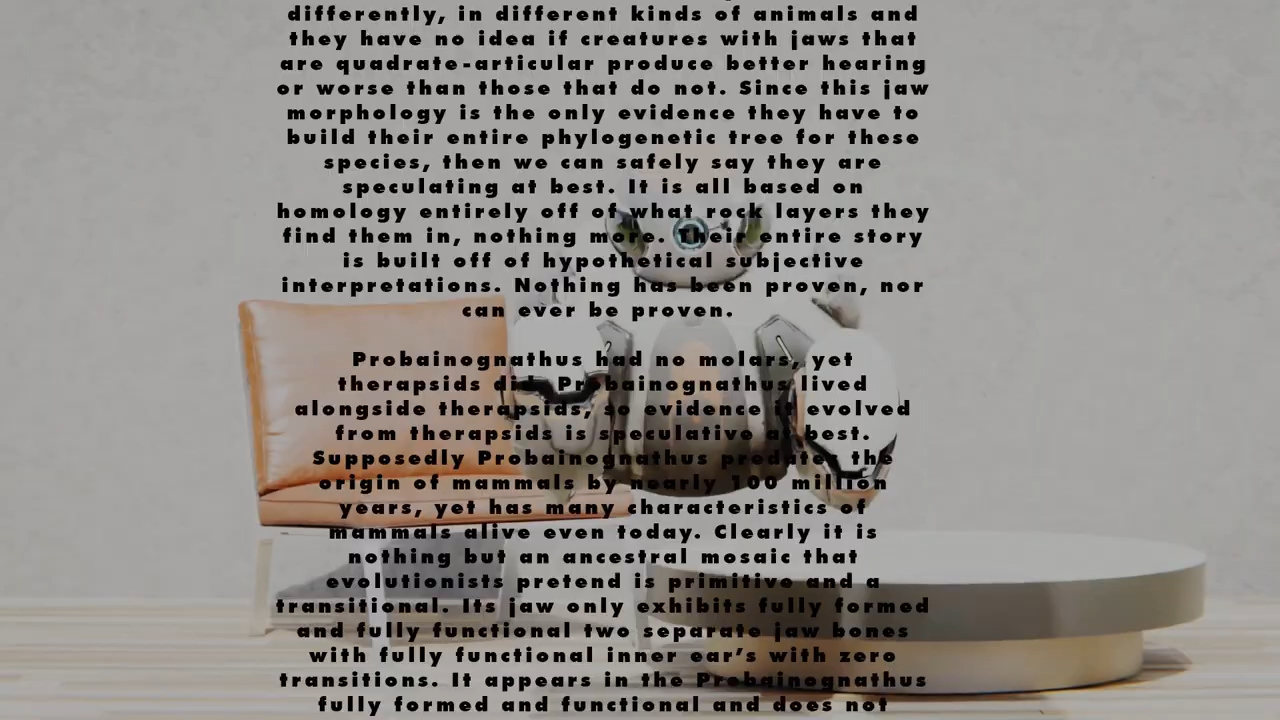 differently, in different kinds of animals and
they have no idea if creatures with jaws that
are quadrate-articular produce better hearing
or worse than those that do not. Since this jaw
morphology is the only evidence they have to
build their entire phylogenetic tree for these
species, then we can safely say they are
speculating at best. It is all based on
homology entirely off of what rock layers they
find them in, nothing more. Their entire story
is built off of hypothetical subjective
interpretations. Nothing has been proven, nor
can ever be proven.
Probainognathus had no molars, yet
therapsids did. Probainognathus lived
alongside therapsids, so evidence it evolved
from therapsids is speculative at best.
Supposedly Probainognathus predates the
origin of mammals by nearly 100 million
years, yet has many characteristics of
mammals alive even today. Clearly it is
nothing but an ancestral mosaic that
evolutionists pretend is primitive and a
transitional. Its jaw only exhibits fully formed
and fully functional two separate jaw bones
with fully functional inner ear's with zero
transitions. It appears in the Probainognathus
fully formed and functional and does not